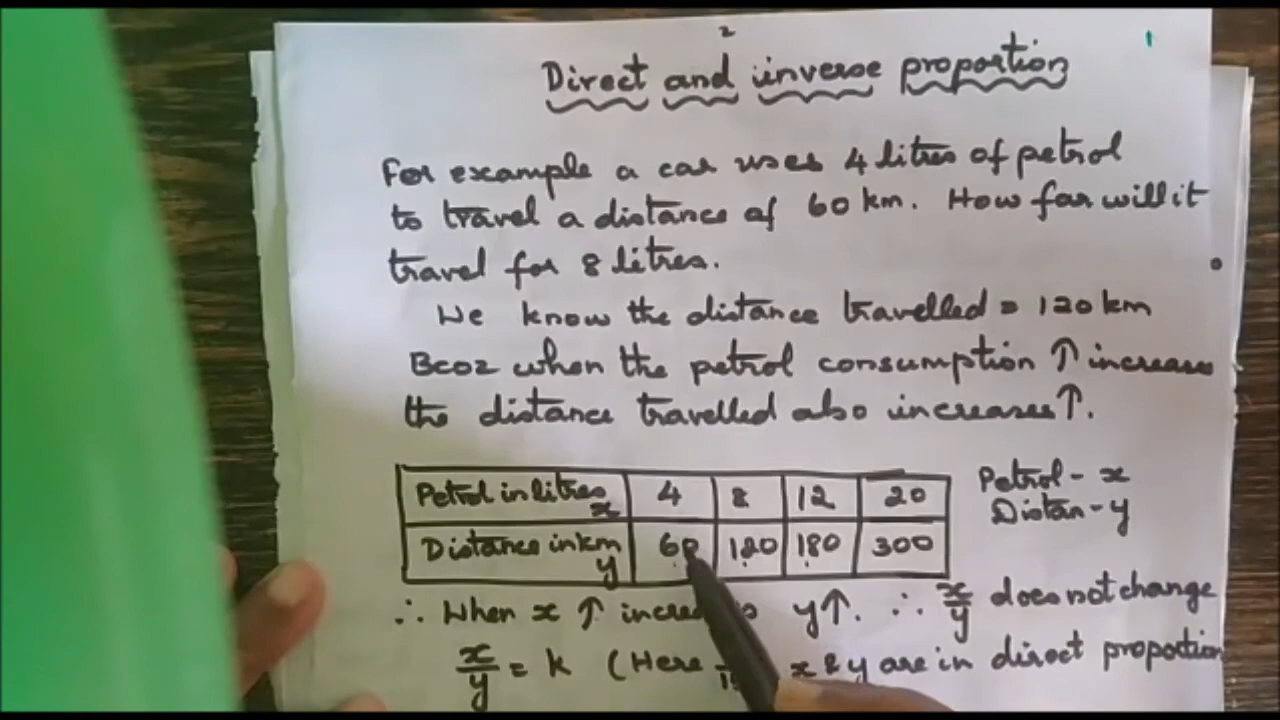 Direct and inverse proportion
For example a car uses 4 litres of petrol
to travel a distance of 60 km. How far will it
travel for 8 litres.
We know the distance travelled = 120 km
Bcoz when the petrol consumption ↑ increases
the distance travelled also increases ↑.
Petrol in litres x 4 8 12 20
Distance in km y 60 120 180 300
Petrol - x
Distan - y
∴ When x ↑ y ↑. ∴ x/y does not change
x/y = k (Here x & y are in direct proportion